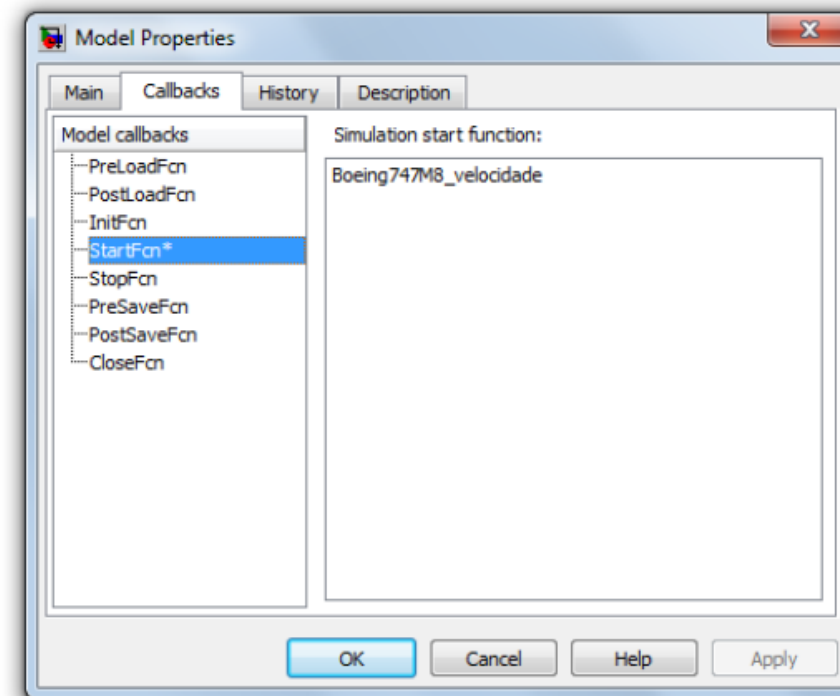 Model Properties
Main
Callbacks
History
Description
Model callbacks
PreLoadFcn
PostLoadFcn
InitFcn
StartFcn*
StopFcn
PreSaveFcn
PostSaveFcn
CloseFcn
Simulation start function:
Boeing747M8_velocidade
OK
Cancel
Help
Apply